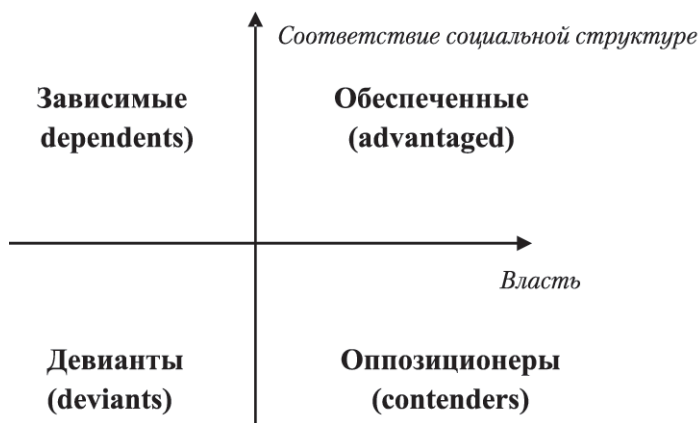 Соответствие социальной структуре
Зависимые
dependents)
Обеспеченные
(advantaged)
Власть
Девианты
(deviants)
Оппозиционеры
(contenders)